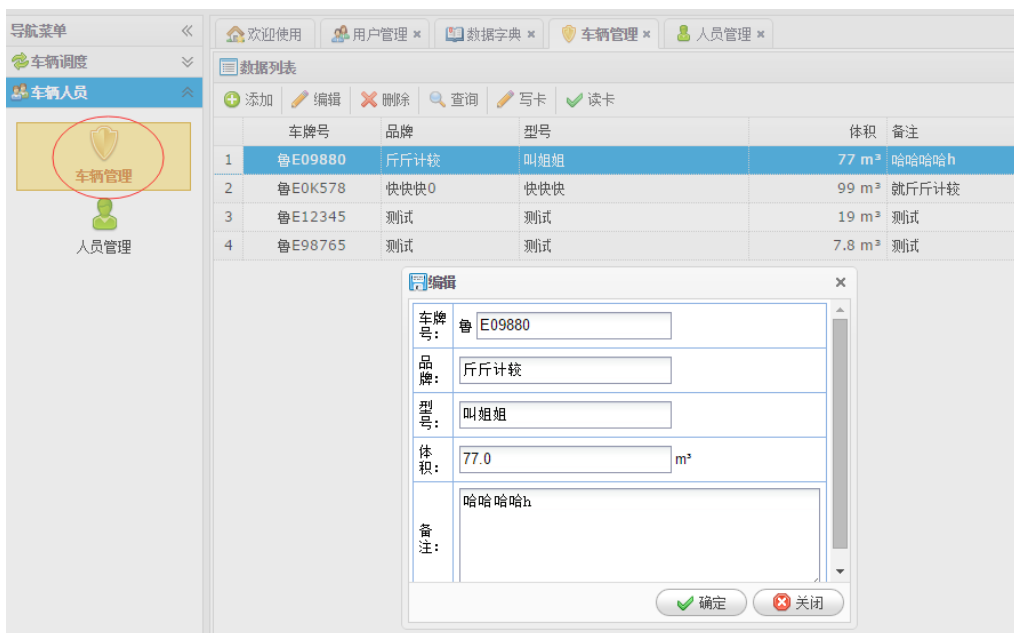 导航菜单
欢迎使用 用户管理 数据字典 车辆管理 人员管理
车辆调度
数据列表
车辆人员
添加 编辑 删除 查询 写卡 读卡
车牌号 品牌 型号 体积 备注
1 鲁E09880 斤斤计较 叫姐姐 77 m³ 哈哈哈哈h
2 鲁E0K578 快快快0 快快快 99 m³ 就斤斤计较
3 鲁E12345 测试 测试 19 m³ 测试
4 鲁E98765 测试 测试 7.8 m³ 测试
车辆管理
人员管理
编辑
车牌
号: 鲁 E09880
品
牌: 斤斤计较
型
号: 叫姐姐
体
积: 77.0 m³
备
注: 哈哈哈哈h
确定 关闭